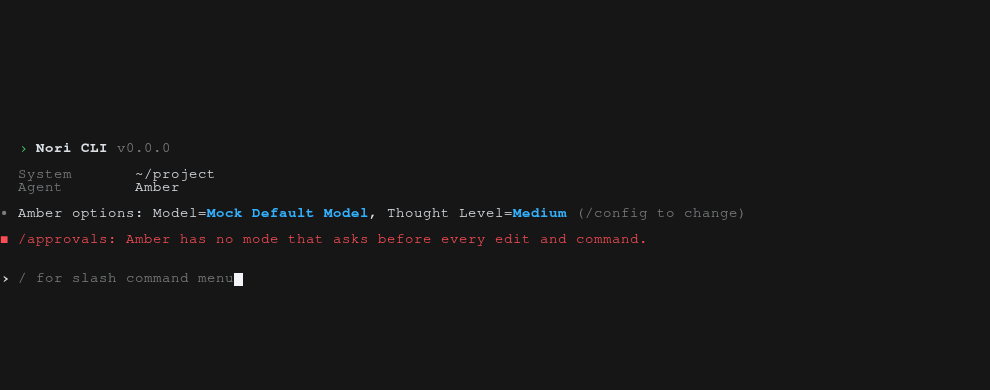 › Nori CLI v0.0.0
System ~/project
Agent Amber
• Amber options: Model=Mock Default Model, Thought Level=Medium (/config to change)
■ /approvals: Amber has no mode that asks before every edit and command.
› / for slash command menu